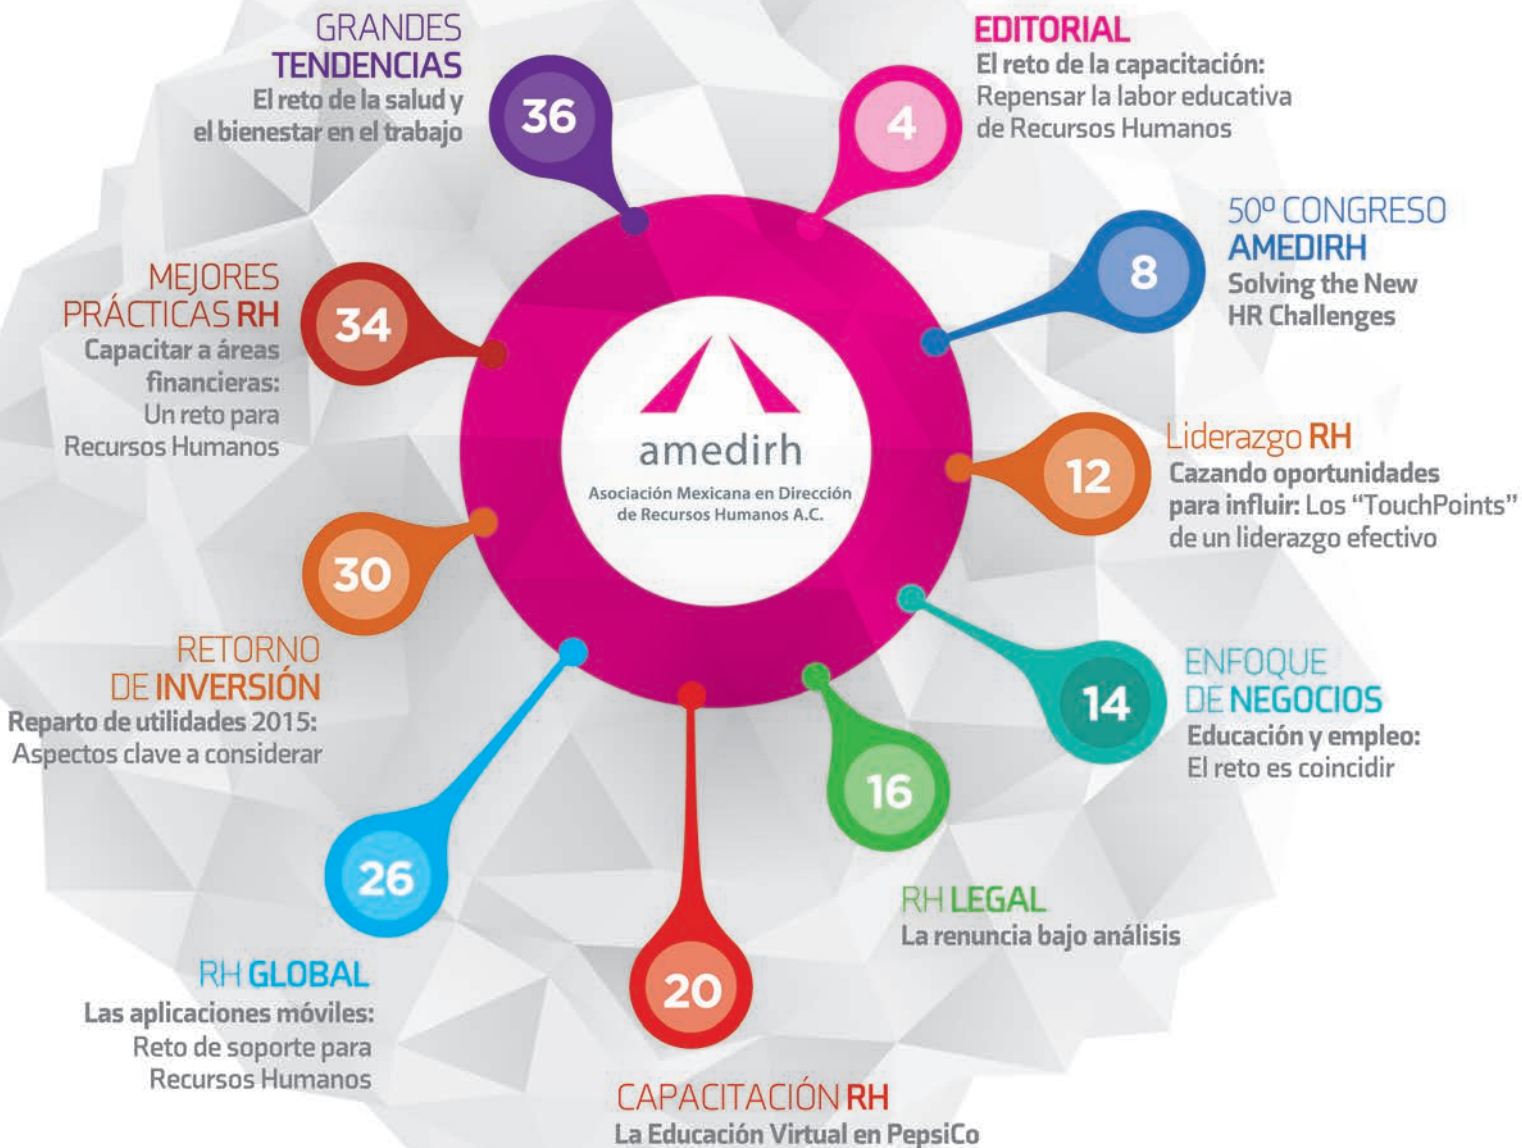 GRANDES
TENDENCIAS
El reto de la salud y
el bienestar en el trabajo
36
EDITORIAL
El reto de la capacitación:
Repensar la labor educativa
de Recursos Humanos
4
50º CONGRESO
AMEDIRH
Solving the New
HR Challenges
8
Liderazgo RH
Cazando oportunidades
para influir: Los “TouchPoints”
de un liderazgo efectivo
12
ENFOQUE
DE NEGOCIOS
Educación y empleo:
El reto es coincidir
14
RH LEGAL
La renuncia bajo análisis
16
CAPACITACIÓN RH
La Educación Virtual en PepsiCo
20
RH GLOBAL
Las aplicaciones móviles:
Reto de soporte para
Recursos Humanos
26
RETORNO
DE INVERSIÓN
Reparto de utilidades 2015:
Aspectos clave a considerar
30
MEJORES
PRÁCTICAS RH
Capacitar a áreas
financieras:
Un reto para
Recursos Humanos
34
amedirh
Asociación Mexicana en Dirección
de Recursos Humanos A.C.